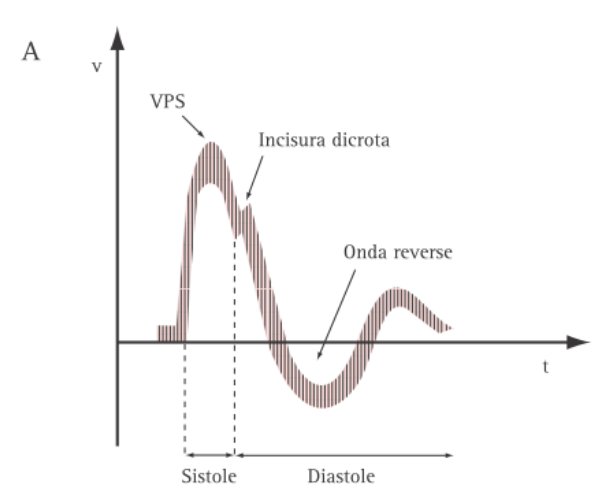 A
v
VPS
Incisura dicrota
Onda reverse
t
Sistole
Diastole